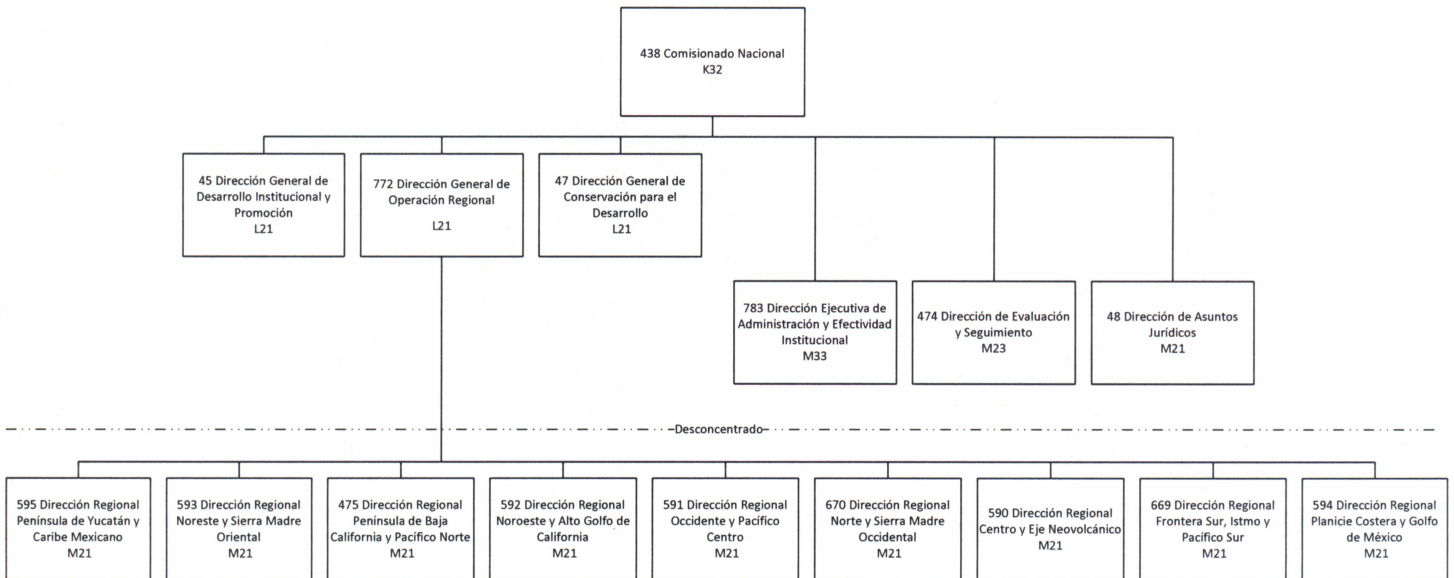 438 Comisionado Nacional
K32
45 Dirección General de
Desarrollo Institucional y
Promoción
L21
772 Dirección General de
Operación Regional
L21
47 Dirección General de
Conservación para el
Desarrollo
L21
783 Dirección Ejecutiva de
Administración y Efectividad
Institucional
M33
474 Dirección de Evaluación
y Seguimiento
M23
48 Dirección de Asuntos
Jurídicos
M21
Desconcentrado
595 Dirección Regional
Península de Yucatán y
Caribe Mexicano
M21
593 Dirección Regional
Noreste y Sierra Madre
Oriental
M21
475 Dirección Regional
Península de Baja
California y Pacífico Norte
M21
592 Dirección Regional
Noroeste y Alto Golfo de
California
M21
591 Dirección Regional
Occidente y Pacífico
Centro
M21
670 Dirección Regional
Norte y Sierra Madre
Occidental
M21
590 Dirección Regional
Centro y Eje Neovolcánico
M21
669 Dirección Regional
Frontera Sur, Istmo y
Pacífico Sur
M21
594 Dirección Regional
Planicie Costera y Golfo
de México
M21